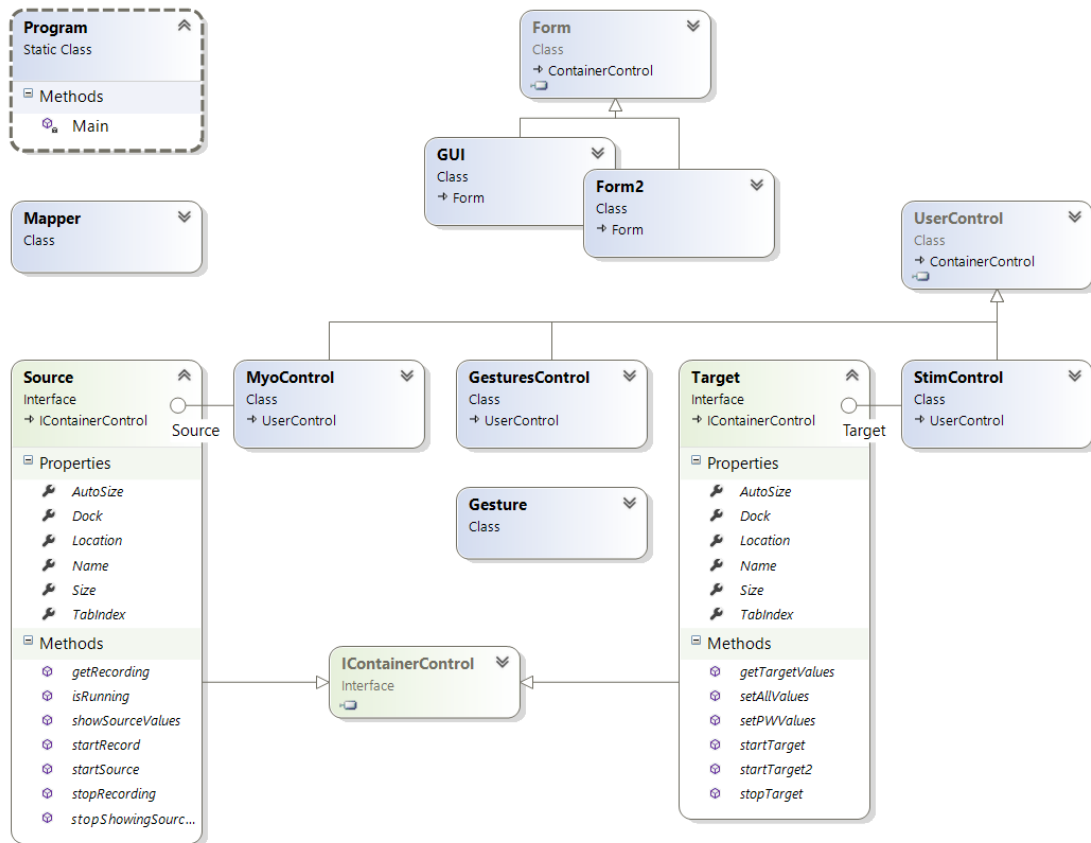 Program
Static Class
Methods
Main
Form
Class
ContainerControl
GUI
Class
Form
Form2
Class
Form
Mapper
Class
UserControl
Class
ContainerControl
Source
Interface
IContainerControl
Source
Properties
AutoSize
Dock
Location
Name
Size
TabIndex
Methods
getRecording
isRunning
showSourceValues
startRecord
startSource
stopRecording
stopShowingSourc...
MyoControl
Class
UserControl
GesturesControl
Class
UserControl
Gesture
Class
IContainerControl
Interface
Target
Interface
IContainerControl
Target
Properties
AutoSize
Dock
Location
Name
Size
TabIndex
Methods
getTargetValues
setAllValues
setPWValues
startTarget
startTarget2
stopTarget
StimControl
Class
UserControl